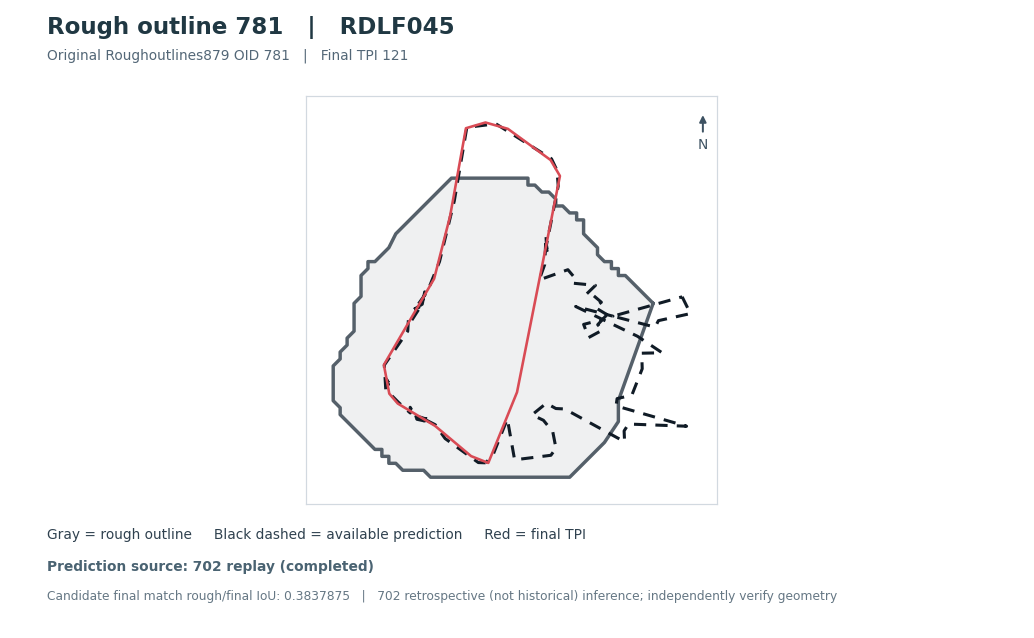 Rough outline 781   |   RDLF045
Original Roughoutlines879 OID 781   |   Final TPI 121
N
Gray = rough outline     Black dashed = available prediction     Red = final TPI
Prediction source: 702 replay (completed)
Candidate final match rough/final IoU: 0.3837875   |   702 retrospective (not historical) inference; independently verify geometry